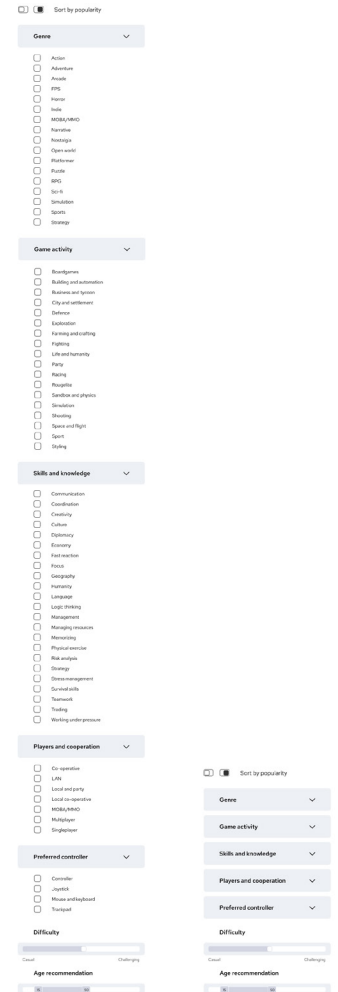 Sort by popularity
Genre
Action
Adventure
Arcade
FPS
Horror
Indie
MOBA/MMO
Narrative
Nostalgia
Open world
Platformer
Puzzle
RPG
Sci-fi
Simulation
Sports
Strategy
Game activity
Boardgames
Building and automation
Business and tycoon
City and settlement
Defence
Exploration
Farming and crafting
Fighting
Life and humanity
Party
Racing
Rougelite
Sandbox and physics
Simulation
Shooting
Space and flight
Sport
Styling
Skills and knowledge
Communication
Coordination
Creativity
Culture
Diplomacy
Economy
Fast reaction
Focus
Geography
Humanity
Language
Logic thinking
Management
Managing resources
Memorizing
Physical exercise
Risk analysis
Strategy
Stress management
Survival skills
Teamwork
Trading
Working under pressure
Players and cooperation
Co-operative
LAN
Local and party
Local co-operative
MOBA/MMO
Multiplayer
Singleplayer
Preferred controller
Controller
Joystick
Mouse and keyboard
Trackpad
Difficulty
Casual Challenging
Age recommendation
Sort by popularity
Genre
Game activity
Skills and knowledge
Players and cooperation
Preferred controller
Difficulty
Casual Challenging
Age recommendation